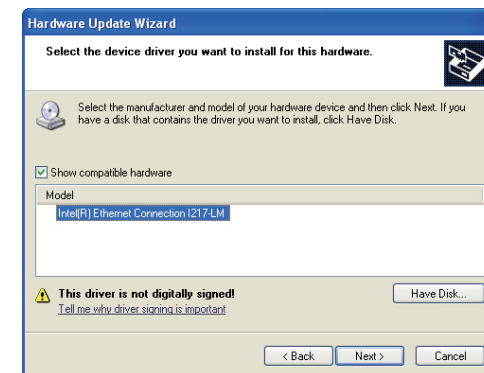 Hardware Update Wizard
Select the device driver you want to install for this hardware.
Select the manufacturer and model of your hardware device and then click Next. If you
have a disk that contains the driver you want to install, click Have Disk.
Show compatible hardware
Model
Intel(R) Ethernet Connection I217-LM
This driver is not digitally signed!
Have Disk...
Tell me why driver signing is important
< Back
Next >
Cancel